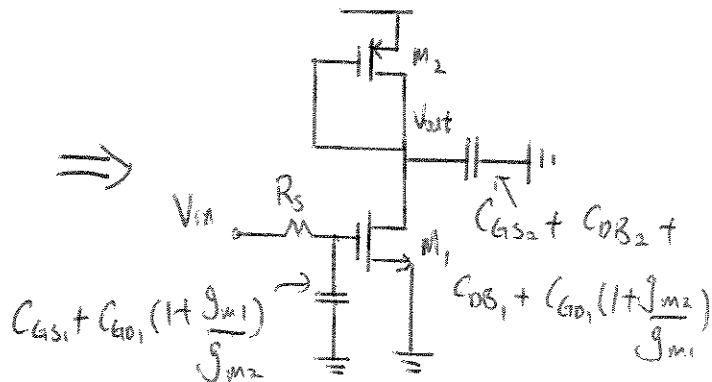 M2
Vout
⇒
Rs
Vin
M1
CGS2 + CDB2 +
CDB1 + CGD1 (1 + gm2/gm1)
CGS1 + CGD1 (1 + gm1/gm2)